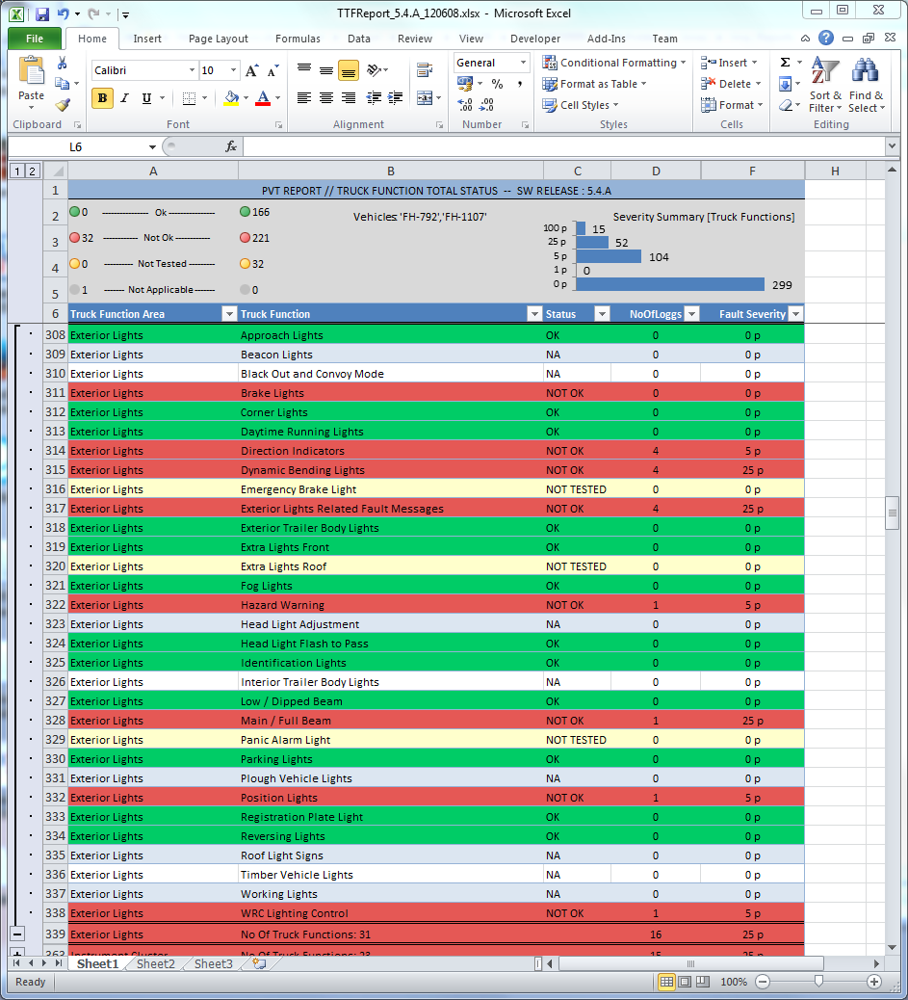 TTFReport_5.4.A_120608.xlsx - Microsoft Excel
File Home Insert Page Layout Formulas Data Review View Developer Add-Ins Team
Paste
Calibri 10
B I U
General
% ,
Conditional Formatting
Format as Table
Cell Styles
Insert
Delete
Format
Σ
Sort & Filter
Find & Select
Clipboard Font Alignment Number Styles Cells Editing
L6 fx
1 2 A B C D F H
1 PVT REPORT // TRUCK FUNCTION TOTAL STATUS -- SW RELEASE : 5.4.A
2 0 ---------------- Ok ---------------- 166 Vehicles: 'FH-792','FH-1107' Severity Summary [Truck Functions]
100 p 15
3 32 ------------ Not Ok ------------ 221
25 p 52
5 p 104
4 0 ---------- Not Tested --------- 32
1 p 0
0 p 299
5 1 ------- Not Applicable ------- 0
6 Truck Function Area Truck Function Status NoOfLoggs Fault Severity
308 Exterior Lights Approach Lights OK 0 0 p
309 Exterior Lights Beacon Lights NA 0 0 p
310 Exterior Lights Black Out and Convoy Mode NA 0 0 p
311 Exterior Lights Brake Lights NOT OK 0 0 p
312 Exterior Lights Corner Lights OK 0 0 p
313 Exterior Lights Daytime Running Lights OK 0 0 p
314 Exterior Lights Direction Indicators NOT OK 4 5 p
315 Exterior Lights Dynamic Bending Lights NOT OK 4 25 p
316 Exterior Lights Emergency Brake Light NOT TESTED 0 0 p
317 Exterior Lights Exterior Lights Related Fault Messages NOT OK 4 25 p
318 Exterior Lights Exterior Trailer Body Lights OK 0 0 p
319 Exterior Lights Extra Lights Front OK 0 0 p
320 Exterior Lights Extra Lights Roof NOT TESTED 0 0 p
321 Exterior Lights Fog Lights OK 0 0 p
322 Exterior Lights Hazard Warning NOT OK 1 5 p
323 Exterior Lights Head Light Adjustment NA 0 0 p
324 Exterior Lights Head Light Flash to Pass OK 0 0 p
325 Exterior Lights Identification Lights OK 0 0 p
326 Exterior Lights Interior Trailer Body Lights NA 0 0 p
327 Exterior Lights Low / Dipped Beam OK 0 0 p
328 Exterior Lights Main / Full Beam NOT OK 1 25 p
329 Exterior Lights Panic Alarm Light NOT TESTED 0 0 p
330 Exterior Lights Parking Lights OK 0 0 p
331 Exterior Lights Plough Vehicle Lights NA 0 0 p
332 Exterior Lights Position Lights NOT OK 1 5 p
333 Exterior Lights Registration Plate Light OK 0 0 p
334 Exterior Lights Reversing Lights OK 0 0 p
335 Exterior Lights Roof Light Signs NA 0 0 p
336 Exterior Lights Timber Vehicle Lights NA 0 0 p
337 Exterior Lights Working Lights NA 0 0 p
338 Exterior Lights WRC Lighting Control NOT OK 1 5 p
339 Exterior Lights No Of Truck Functions: 31 16 25 p
363 Instrument Cluster No Of Truck Functions: 23 15 25 p
Sheet1 Sheet2 Sheet3
Ready 100%